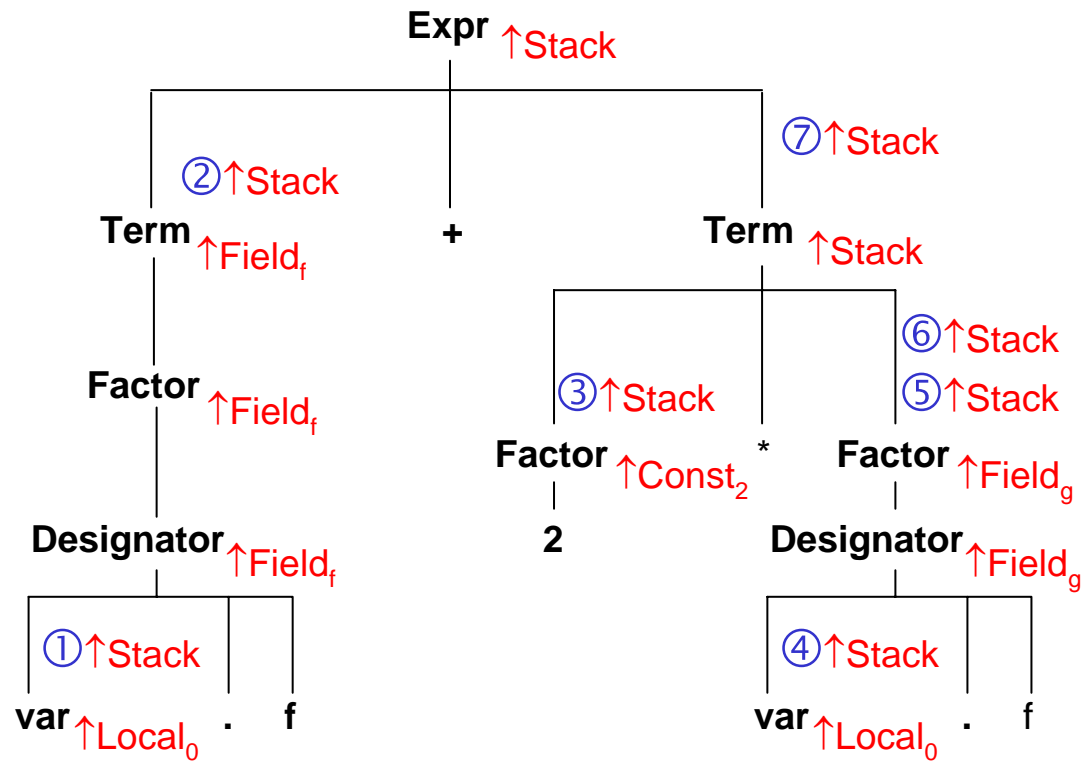 Expr ↑Stack
② ↑Stack ⑦ ↑Stack
Term ↑Field_f + Term ↑Stack
⑥ ↑Stack
Factor ↑Field_f ③ ↑Stack ⑤ ↑Stack
Factor ↑Const_2 * Factor ↑Field_g
Designator ↑Field_f 2 Designator ↑Field_g
① ↑Stack ④ ↑Stack
var ↑Local_0 . f var ↑Local_0 . f